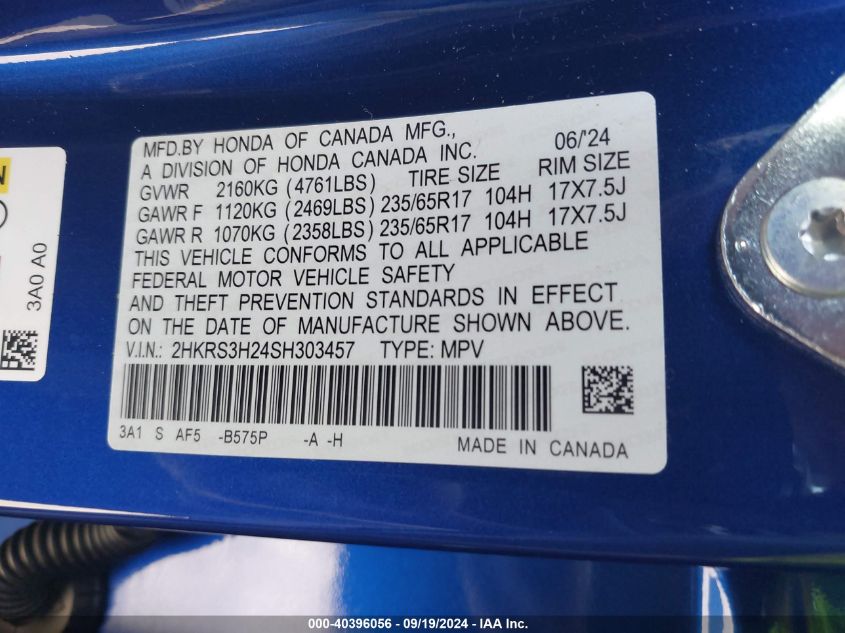 MFD.BY HONDA OF CANADA MFG., 06/'24
A DIVISION OF HONDA CANADA INC. TIRE SIZE RIM SIZE
GVWR 2160KG (4761LBS)
GAWR F 1120KG (2469LBS) 235/65R17 104H 17X7.5J
GAWR R 1070KG (2358LBS) 235/65R17 104H 17X7.5J
THIS VEHICLE CONFORMS TO ALL APPLICABLE
FEDERAL MOTOR VEHICLE SAFETY
AND THEFT PREVENTION STANDARDS IN EFFECT
ON THE DATE OF MANUFACTURE SHOWN ABOVE.
V.I.N.: 2HKRS3H24SH303457 TYPE: MPV
3A1 S AF5 -B575P -A -H MADE IN CANADA
3A0 A0
000-40396056 - 09/19/2024 - IAA Inc.